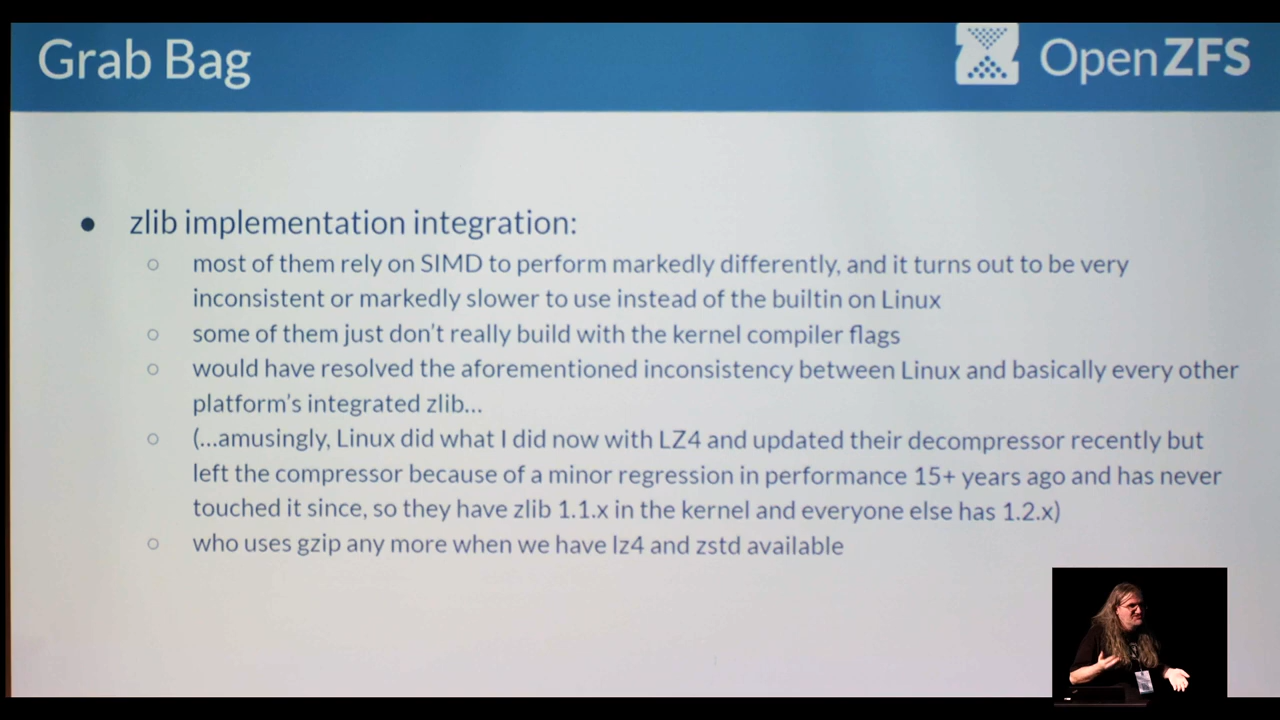 Grab Bag
OpenZFS
● zlib implementation integration:
○ most of them rely on SIMD to perform markedly differently, and it turns out to be very
inconsistent or markedly slower to use instead of the builtin on Linux
○ some of them just don’t really build with the kernel compiler flags
○ would have resolved the aforementioned inconsistency between Linux and basically every other
platform’s integrated zlib…
○ (…amusingly, Linux did what I did now with LZ4 and updated their decompressor recently but
left the compressor because of a minor regression in performance 15+ years ago and has never
touched it since, so they have zlib 1.1.x in the kernel and everyone else has 1.2.x)
○ who uses gzip any more when we have lz4 and zstd available